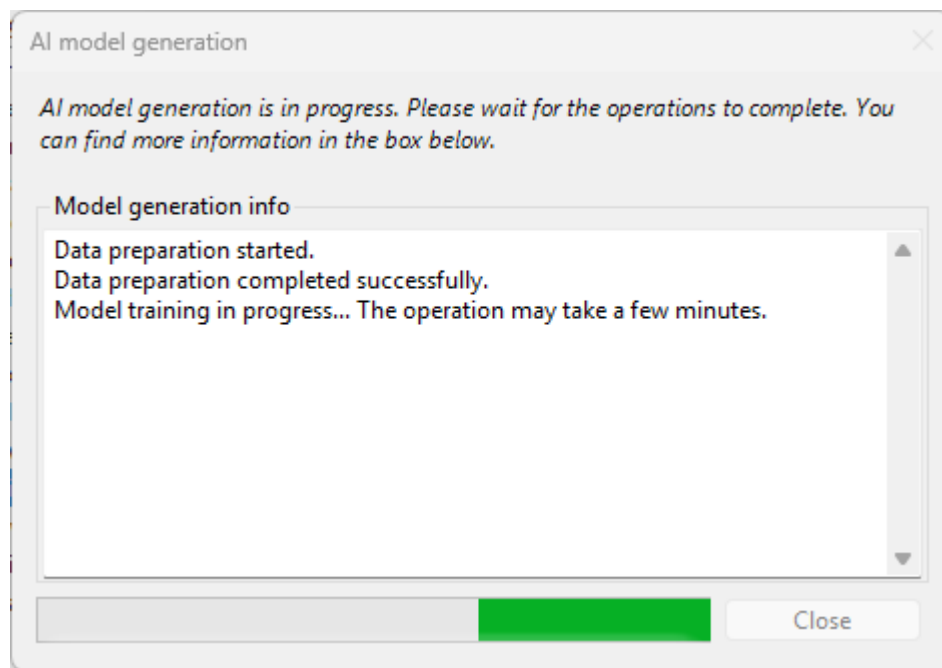 AI model generation
AI model generation is in progress. Please wait for the operations to complete. You
can find more information in the box below.
Model generation info
Data preparation started.
Data preparation completed successfully.
Model training in progress... The operation may take a few minutes.
Close